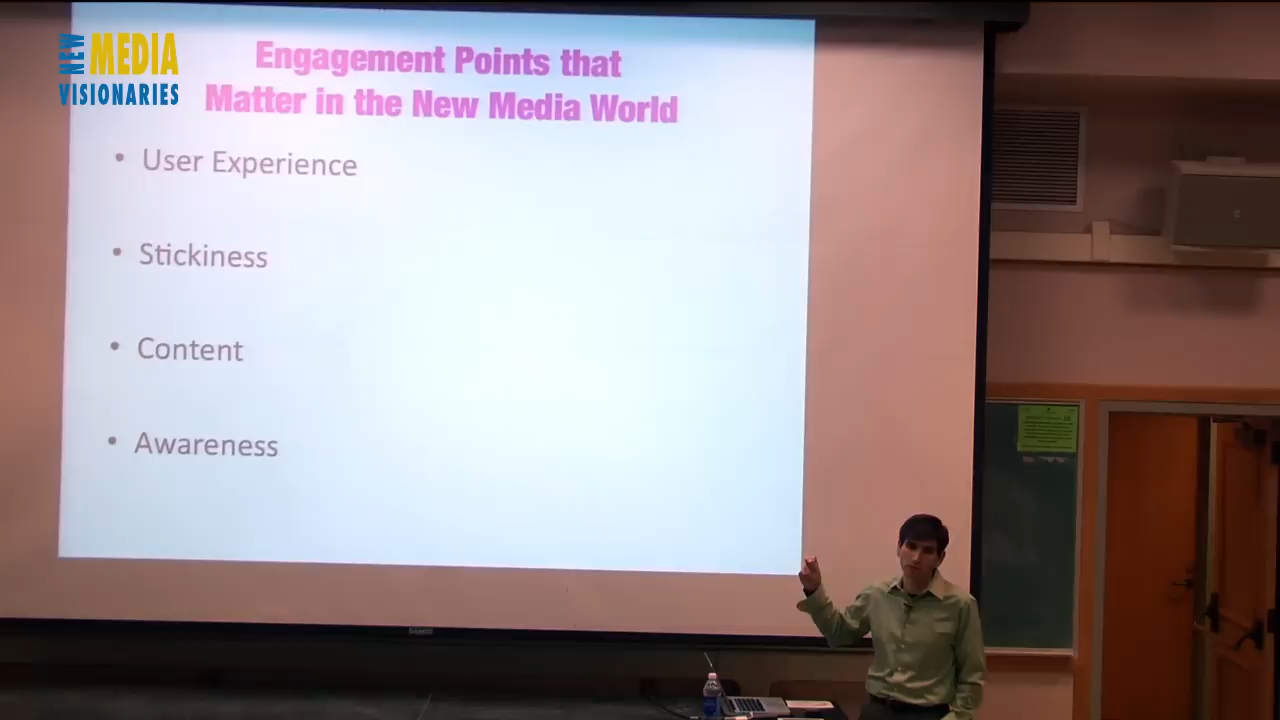 NEW MEDIA
VISIONARIES
Engagement Points that
Matter in the New Media World
• User Experience
• Stickiness
• Content
• Awareness